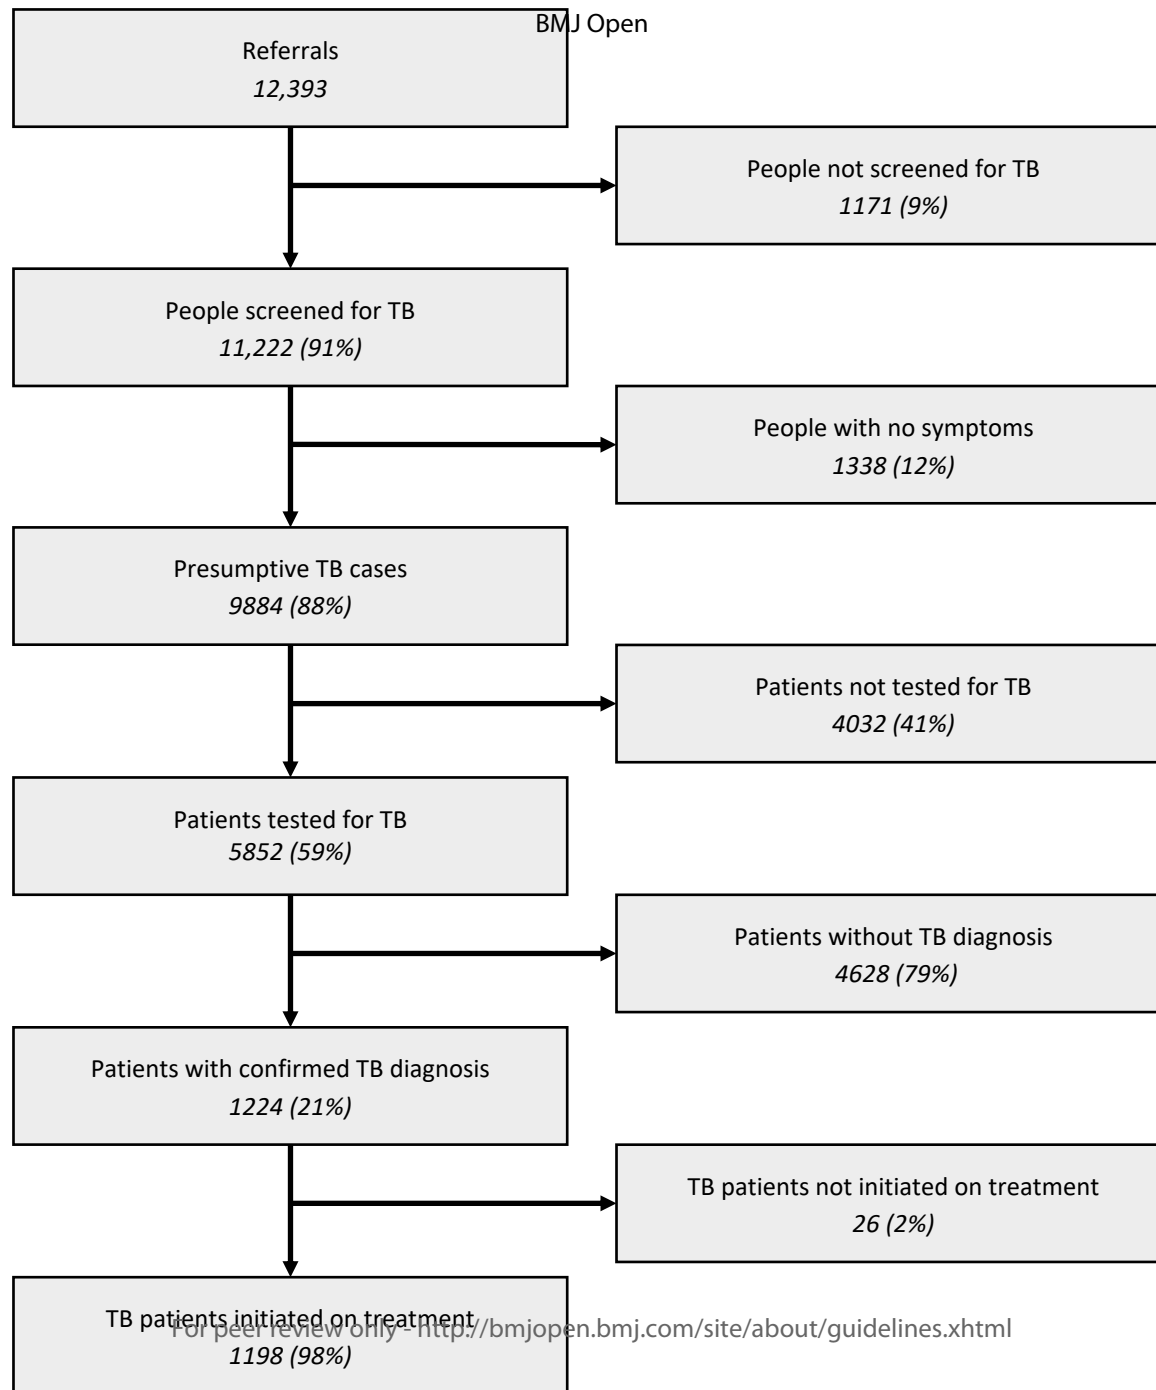 BMJ Open
Referrals
12,393
People not screened for TB
1171 (9%)
People screened for TB
11,222 (91%)
People with no symptoms
1338 (12%)
Presumptive TB cases
9884 (88%)
Patients not tested for TB
4032 (41%)
Patients tested for TB
5852 (59%)
Patients without TB diagnosis
4628 (79%)
Patients with confirmed TB diagnosis
1224 (21%)
TB patients not initiated on treatment
26 (2%)
TB patients initiated on treatment
For peer review only - http://bmjopen.bmj.com/site/about/guidelines.xhtml
1198 (98%)